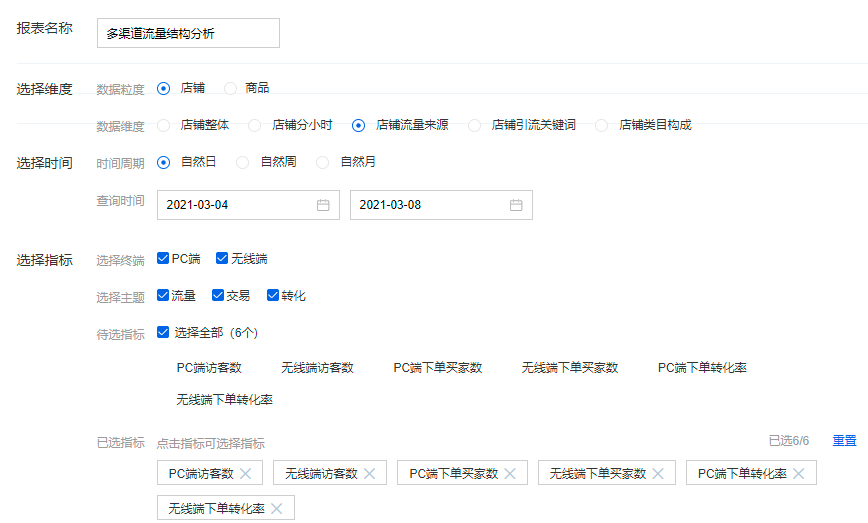 报表名称 多渠道流量结构分析
选择维度 数据粒度 店铺 商品
数据维度 店铺整体 店铺分小时 店铺流量来源 店铺引流关键词 店铺类目构成
选择时间 时间周期 自然日 自然周 自然月
查询时间 2021-03-04 2021-03-08
选择指标 选择终端 PC端 无线端
选择主题 流量 交易 转化
待选指标 选择全部（6个）
PC端访客数 无线端访客数 PC端下单买家数 无线端下单买家数 PC端下单转化率
无线端下单转化率
已选指标 点击指标可选择指标 已选6/6 重置
PC端访客数 无线端访客数 PC端下单买家数 无线端下单买家数 PC端下单转化率
无线端下单转化率